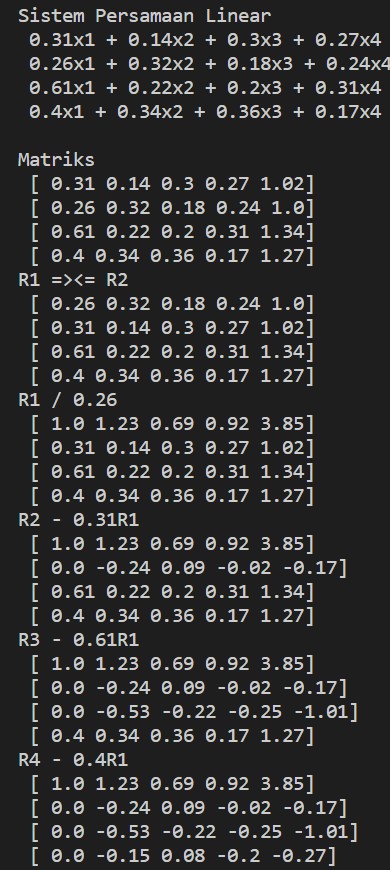 Sistem Persamaan Linear
0.31x1 + 0.14x2 + 0.3x3 + 0.27x4
0.26x1 + 0.32x2 + 0.18x3 + 0.24x4
0.61x1 + 0.22x2 + 0.2x3 + 0.31x4
0.4x1 + 0.34x2 + 0.36x3 + 0.17x4
Matriks
[ 0.31 0.14 0.3 0.27 1.02]
[ 0.26 0.32 0.18 0.24 1.0]
[ 0.61 0.22 0.2 0.31 1.34]
[ 0.4 0.34 0.36 0.17 1.27]
R1 =><= R2
[ 0.26 0.32 0.18 0.24 1.0]
[ 0.31 0.14 0.3 0.27 1.02]
[ 0.61 0.22 0.2 0.31 1.34]
[ 0.4 0.34 0.36 0.17 1.27]
R1 / 0.26
[ 1.0 1.23 0.69 0.92 3.85]
[ 0.31 0.14 0.3 0.27 1.02]
[ 0.61 0.22 0.2 0.31 1.34]
[ 0.4 0.34 0.36 0.17 1.27]
R2 - 0.31R1
[ 1.0 1.23 0.69 0.92 3.85]
[ 0.0 -0.24 0.09 -0.02 -0.17]
[ 0.61 0.22 0.2 0.31 1.34]
[ 0.4 0.34 0.36 0.17 1.27]
R3 - 0.61R1
[ 1.0 1.23 0.69 0.92 3.85]
[ 0.0 -0.24 0.09 -0.02 -0.17]
[ 0.0 -0.53 -0.22 -0.25 -1.01]
[ 0.4 0.34 0.36 0.17 1.27]
R4 - 0.4R1
[ 1.0 1.23 0.69 0.92 3.85]
[ 0.0 -0.24 0.09 -0.02 -0.17]
[ 0.0 -0.53 -0.22 -0.25 -1.01]
[ 0.0 -0.15 0.08 -0.2 -0.27]